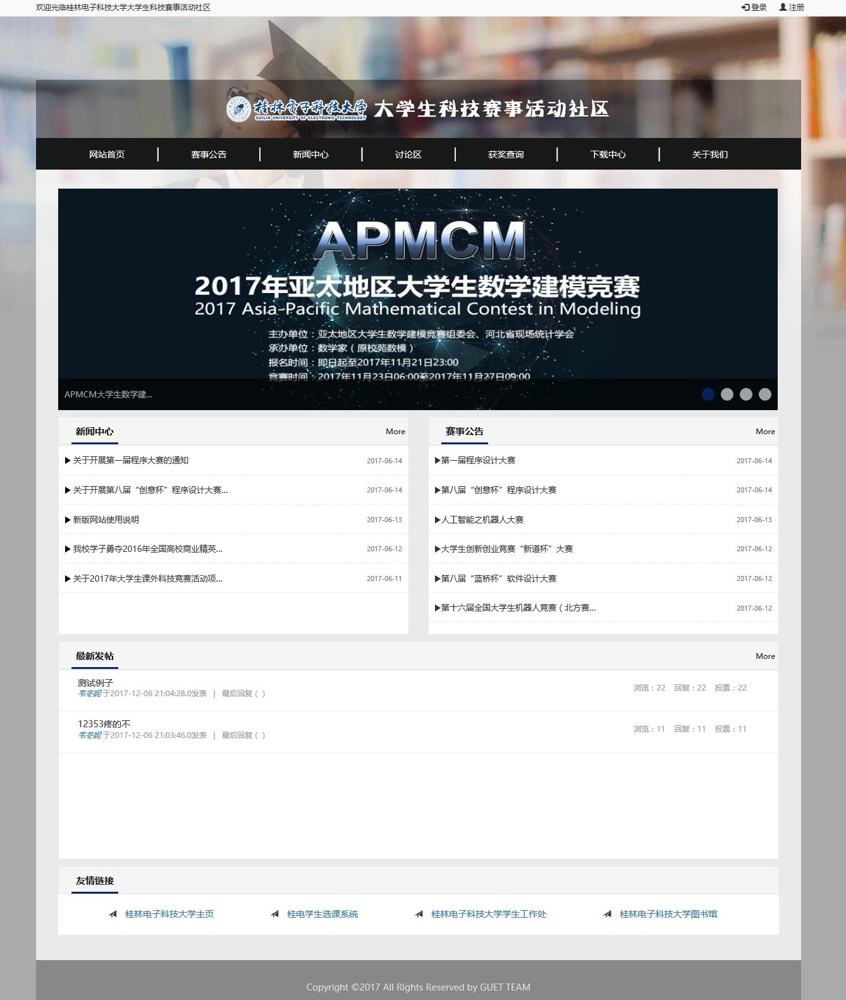 欢迎光临桂林电子科技大学大学生科技赛事活动社区
登录 注册
桂林电子科技大学 大学生科技赛事活动社区
GUILIN UNIVERSITY OF ELECTRONIC TECHNOLOGY
网站首页 赛事公告 新闻中心 讨论区 获奖查询 下载中心 关于我们
APMCM
2017年亚太地区大学生数学建模竞赛
2017 Asia-Pacific Mathematical Contest in Modeling
主办单位：亚太地区大学生数学建模竞赛组委会、河北省现场统计学会
承办单位：数学家（原校苑数模）
报名时间：即日起至2017年11月21日23:00
竞赛时间：2017年11月23日06:00至2017年11月27日09:00
APMCM大学生数学建...
新闻中心 More
关于开展第一届程序大赛的通知 2017-06-14
关于开展第八届“创意杯”程序设计大赛... 2017-06-14
新版网站使用说明 2017-06-13
我校学子勇夺2016年全国高校商业精英... 2017-06-12
关于2017年大学生课外科技竞赛活动项... 2017-06-11
赛事公告 More
第一届程序设计大赛 2017-06-14
第八届“创意杯”程序设计大赛 2017-06-14
人工智能之机器人大赛 2017-06-13
大学生创新创业竞赛“新道杯”大赛 2017-06-12
第八届“蓝桥杯”软件设计大赛 2017-06-12
第十六届全国大学生机器人竞赛（北方赛... 2017-06-12
最新发帖 More
测试例子
韦冬妮于2017-12-06 21:04:28.0发表 | 最后回复（ ） 浏览：22 回复：22 投票：22
12353疼的不
韦冬妮于2017-12-06 21:03:46.0发表 | 最后回复（ ） 浏览：11 回复：11 投票：11
友情链接
桂林电子科技大学主页 桂电学生选课系统 桂林电子科技大学学生工作处 桂林电子科技大学图书馆
Copyright ©2017 All Rights Reserved by GUET TEAM